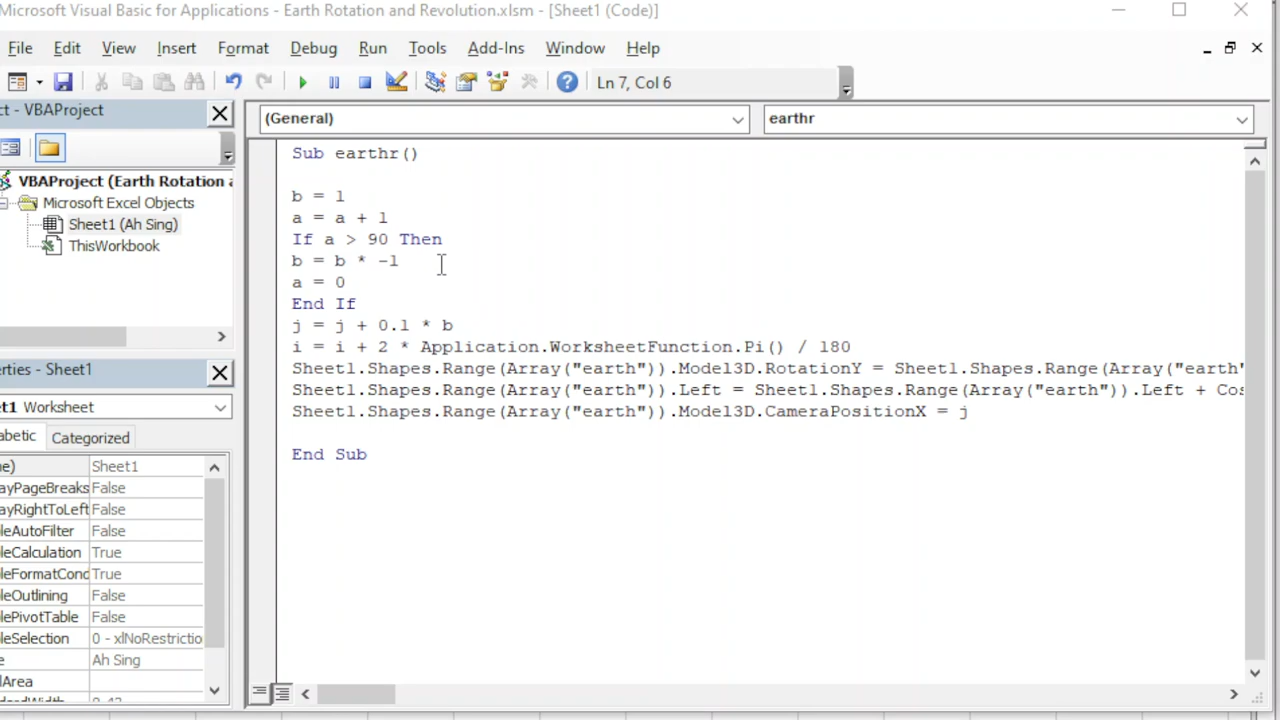 Microsoft Visual Basic for Applications - Earth Rotation and Revolution.xlsm - [Sheet1 (Code)]
File Edit View Insert Format Debug Run Tools Add-Ins Window Help
Ln 7, Col 6
ct - VBAProject
(General) earthr
VBAProject (Earth Rotation a
Microsoft Excel Objects
Sheet1 (Ah Sing)
ThisWorkbook
erties - Sheet1
et1 Worksheet
abetic Categorized
e) Sheet1
ayPageBreaks False
ayRightToLeft False
leAutoFilter False
leCalculation True
leFormatCond True
leOutlining False
lePivotTable False
leSelection 0 - xlNoRestrictio
e Ah Sing
lArea
Sub earthr()
b = 1
a = a + 1
If a > 90 Then
b = b * -1
a = 0
End If
j = j + 0.1 * b
i = i + 2 * Application.WorksheetFunction.Pi() / 180
Sheet1.Shapes.Range(Array("earth")).Model3D.RotationY = Sheet1.Shapes.Range(Array("earth"
Sheet1.Shapes.Range(Array("earth")).Left = Sheet1.Shapes.Range(Array("earth")).Left + Cos
Sheet1.Shapes.Range(Array("earth")).Model3D.CameraPositionX = j
End Sub